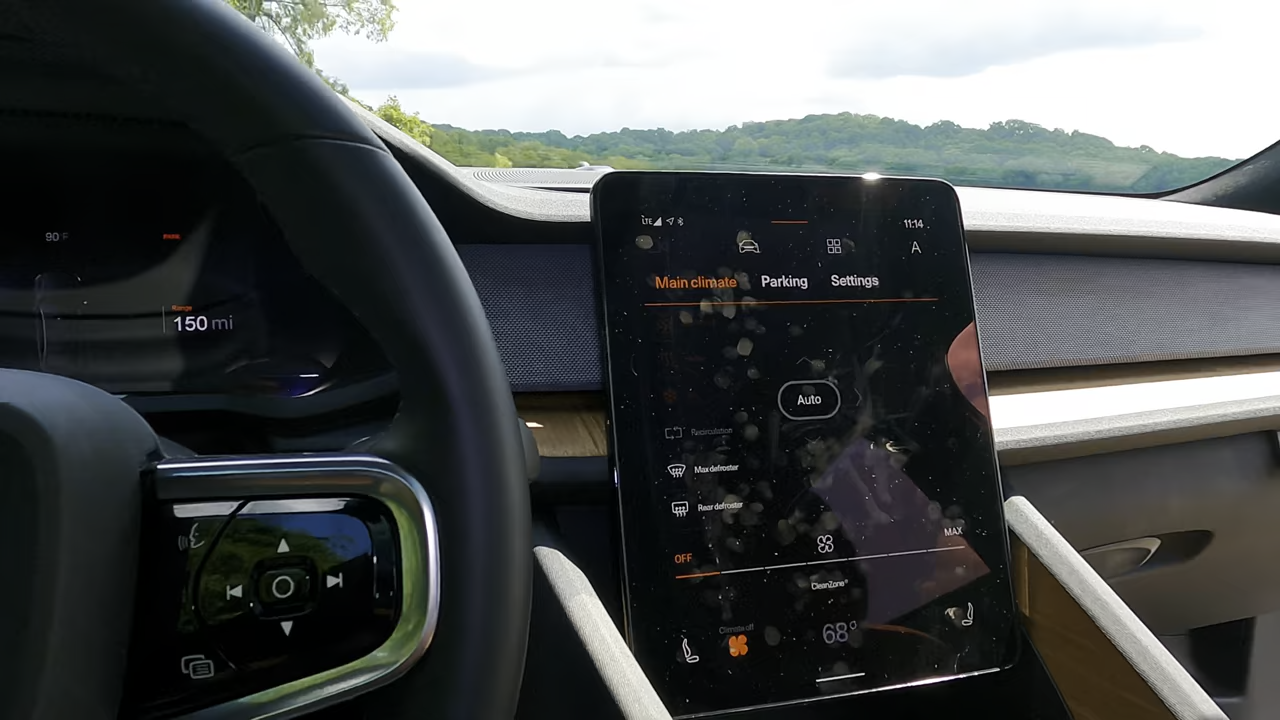 90°F
Range
150 mi
LTE
11:14
A
Main climate Parking Settings
Auto
Recirculation
Max defroster
Rear defroster
OFF
MAX
CleanZone®
Climate off
68°